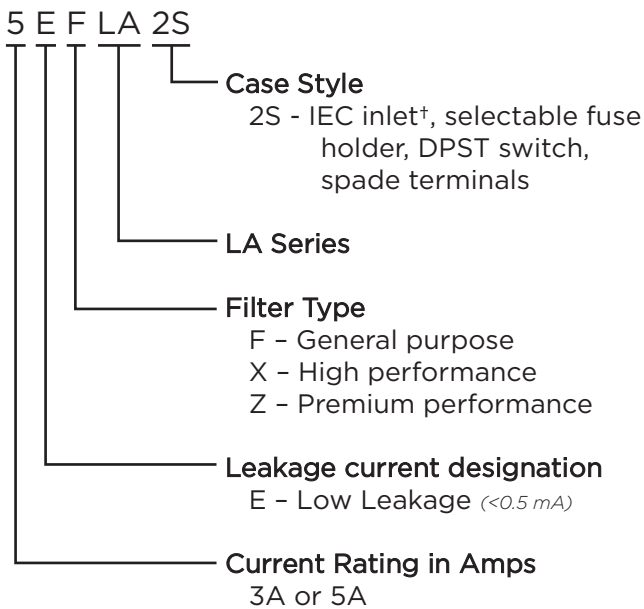 5 E F LA 2S
Case Style
2S - IEC inlet†, selectable fuse
holder, DPST switch,
spade terminals
LA Series
Filter Type
F – General purpose
X – High performance
Z – Premium performance
Leakage current designation
E – Low Leakage (<0.5 mA)
Current Rating in Amps
3A or 5A